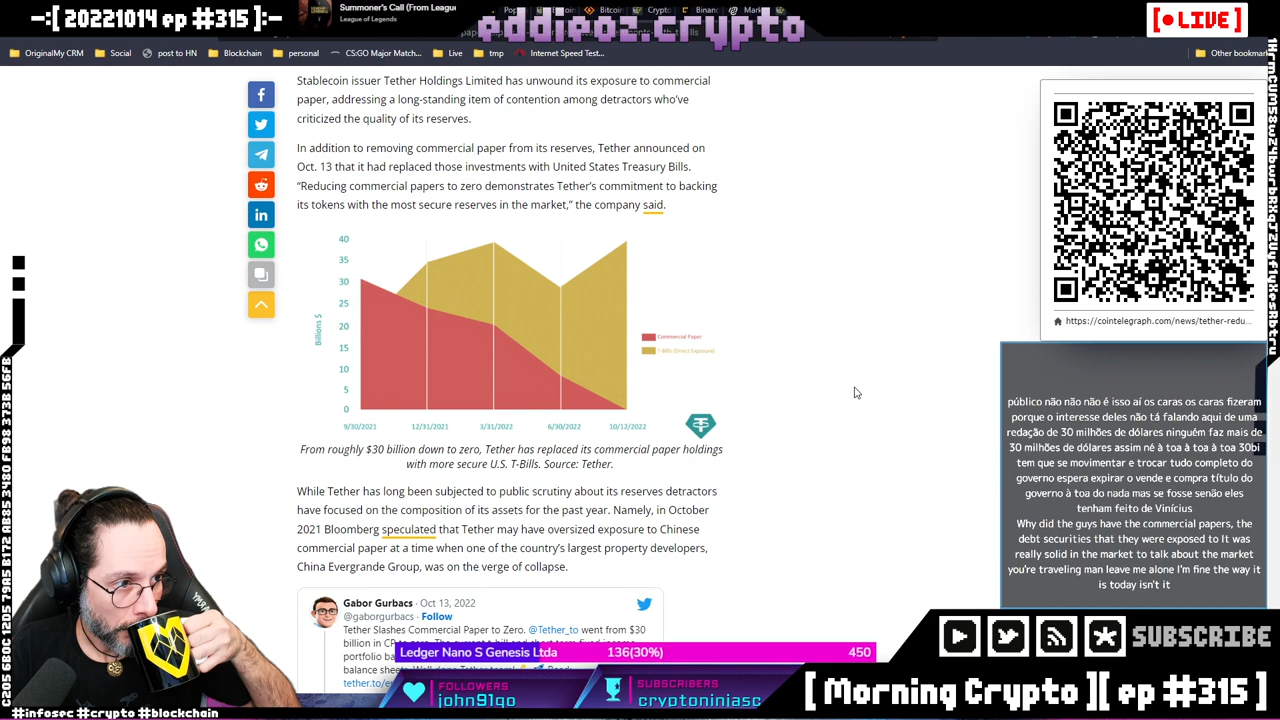 -:[ 20221014 ep #315]:-
Summoner's Call (From Leagu
League of Legends
addienz.crypto
[●LIVE]
OriginalMy CRM
Social
post to HN
Blockchain
personal
CS:GO Major Match...
Live
tmp
Internet Speed Test...
Other bookmar
Stablecoin issuer Tether Holdings Limited has unwound its exposure to commercial
paper, addressing a long-standing item of contention among detractors who've
criticized the quality of its reserves.
In addition to removing commercial paper from its reserves, Tether announced on
Oct. 13 that it had replaced those investments with United States Treasury Bills.
“Reducing commercial papers to zero demonstrates Tether's commitment to backing
its tokens with the most secure reserves in the market,” the company said.
40
35
30
25
20
15
10
5
0
Billions $
9/30/2021
12/31/2021
3/31/2022
6/30/2022
10/12/2022
Commercial Paper
T-Bills (Direct Exposure)
From roughly $30 billion down to zero, Tether has replaced its commercial paper holdings
with more secure U.S. T-Bills. Source: Tether.
While Tether has long been subjected to public scrutiny about its reserves detractors
have focused on the composition of its assets for the past year. Namely, in October
2021 Bloomberg speculated that Tether may have oversized exposure to Chinese
commercial paper at a time when one of the country's largest property developers,
China Evergrande Group, was on the verge of collapse.
Gabor Gurbacs · Oct 13, 2022
@gaborgurbacs · Follow
Tether Slashes Commercial Paper to Zero. @Tether_to went from $30
https://cointelegraph.com/news/tether-redu...
público não não não é isso aí os caras os caras fizeram
porque o interesse deles não tá falando aqui de uma
redação de 30 milhões de dólares ninguém faz mais de
30 milhões de dólares assim né à toa à toa à toa 30bi
tem que se movimentar e trocar tudo completo do
governo espera expirar o vende e compra título do
governo à toa do nada mas se fosse senão eles
tenham feito de Vinícius
Why did the guys have the commercial papers, the
debt securities that they were exposed to It was
really solid in the market to talk about the market
you're traveling man leave me alone I'm fine the way it
is today isn't it
Ledger Nano S Genesis Ltda
136(30%)
450
FOLLOWERS
john91qo
SUBSCRIBERS
cryptoninjasc
SUBSCRIBE
[ Morning Crypto ][ ep #315 ]
#infosec #crypto #blockchain